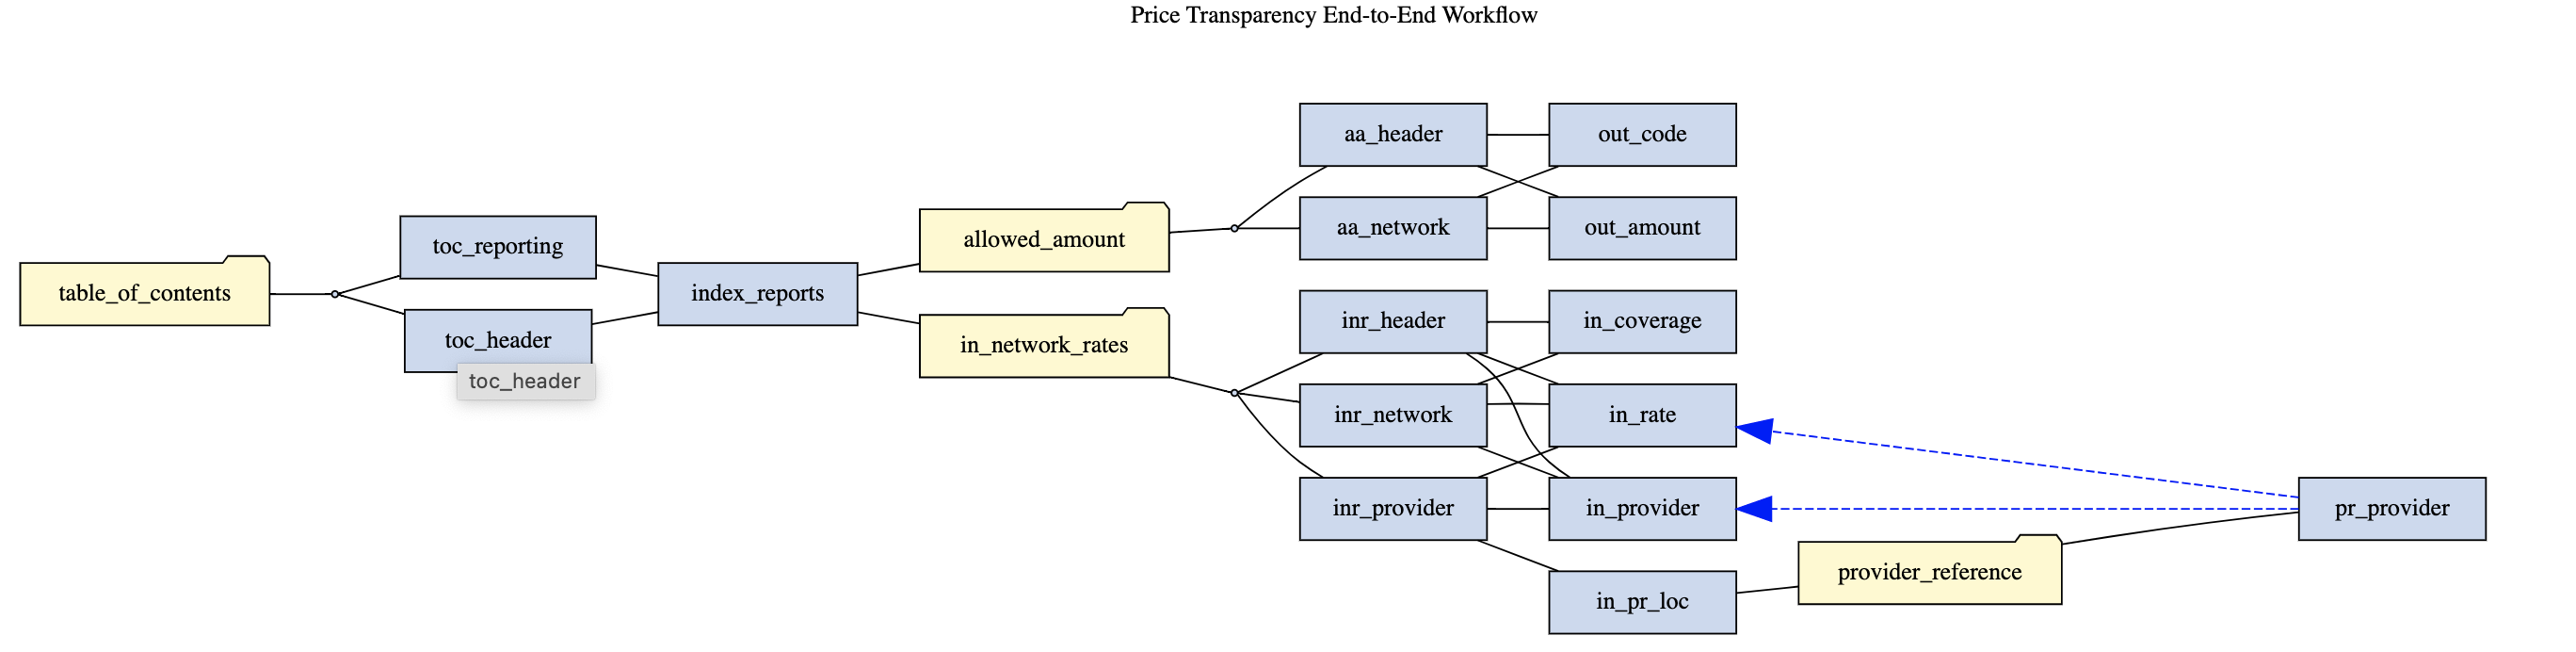 Price Transparency End-to-End Workflow
table_of_contents
toc_reporting
toc_header
toc_header
index_reports
allowed_amount
in_network_rates
aa_header
aa_network
inr_header
inr_network
inr_provider
out_code
out_amount
in_coverage
in_rate
in_provider
in_pr_loc
provider_reference
pr_provider